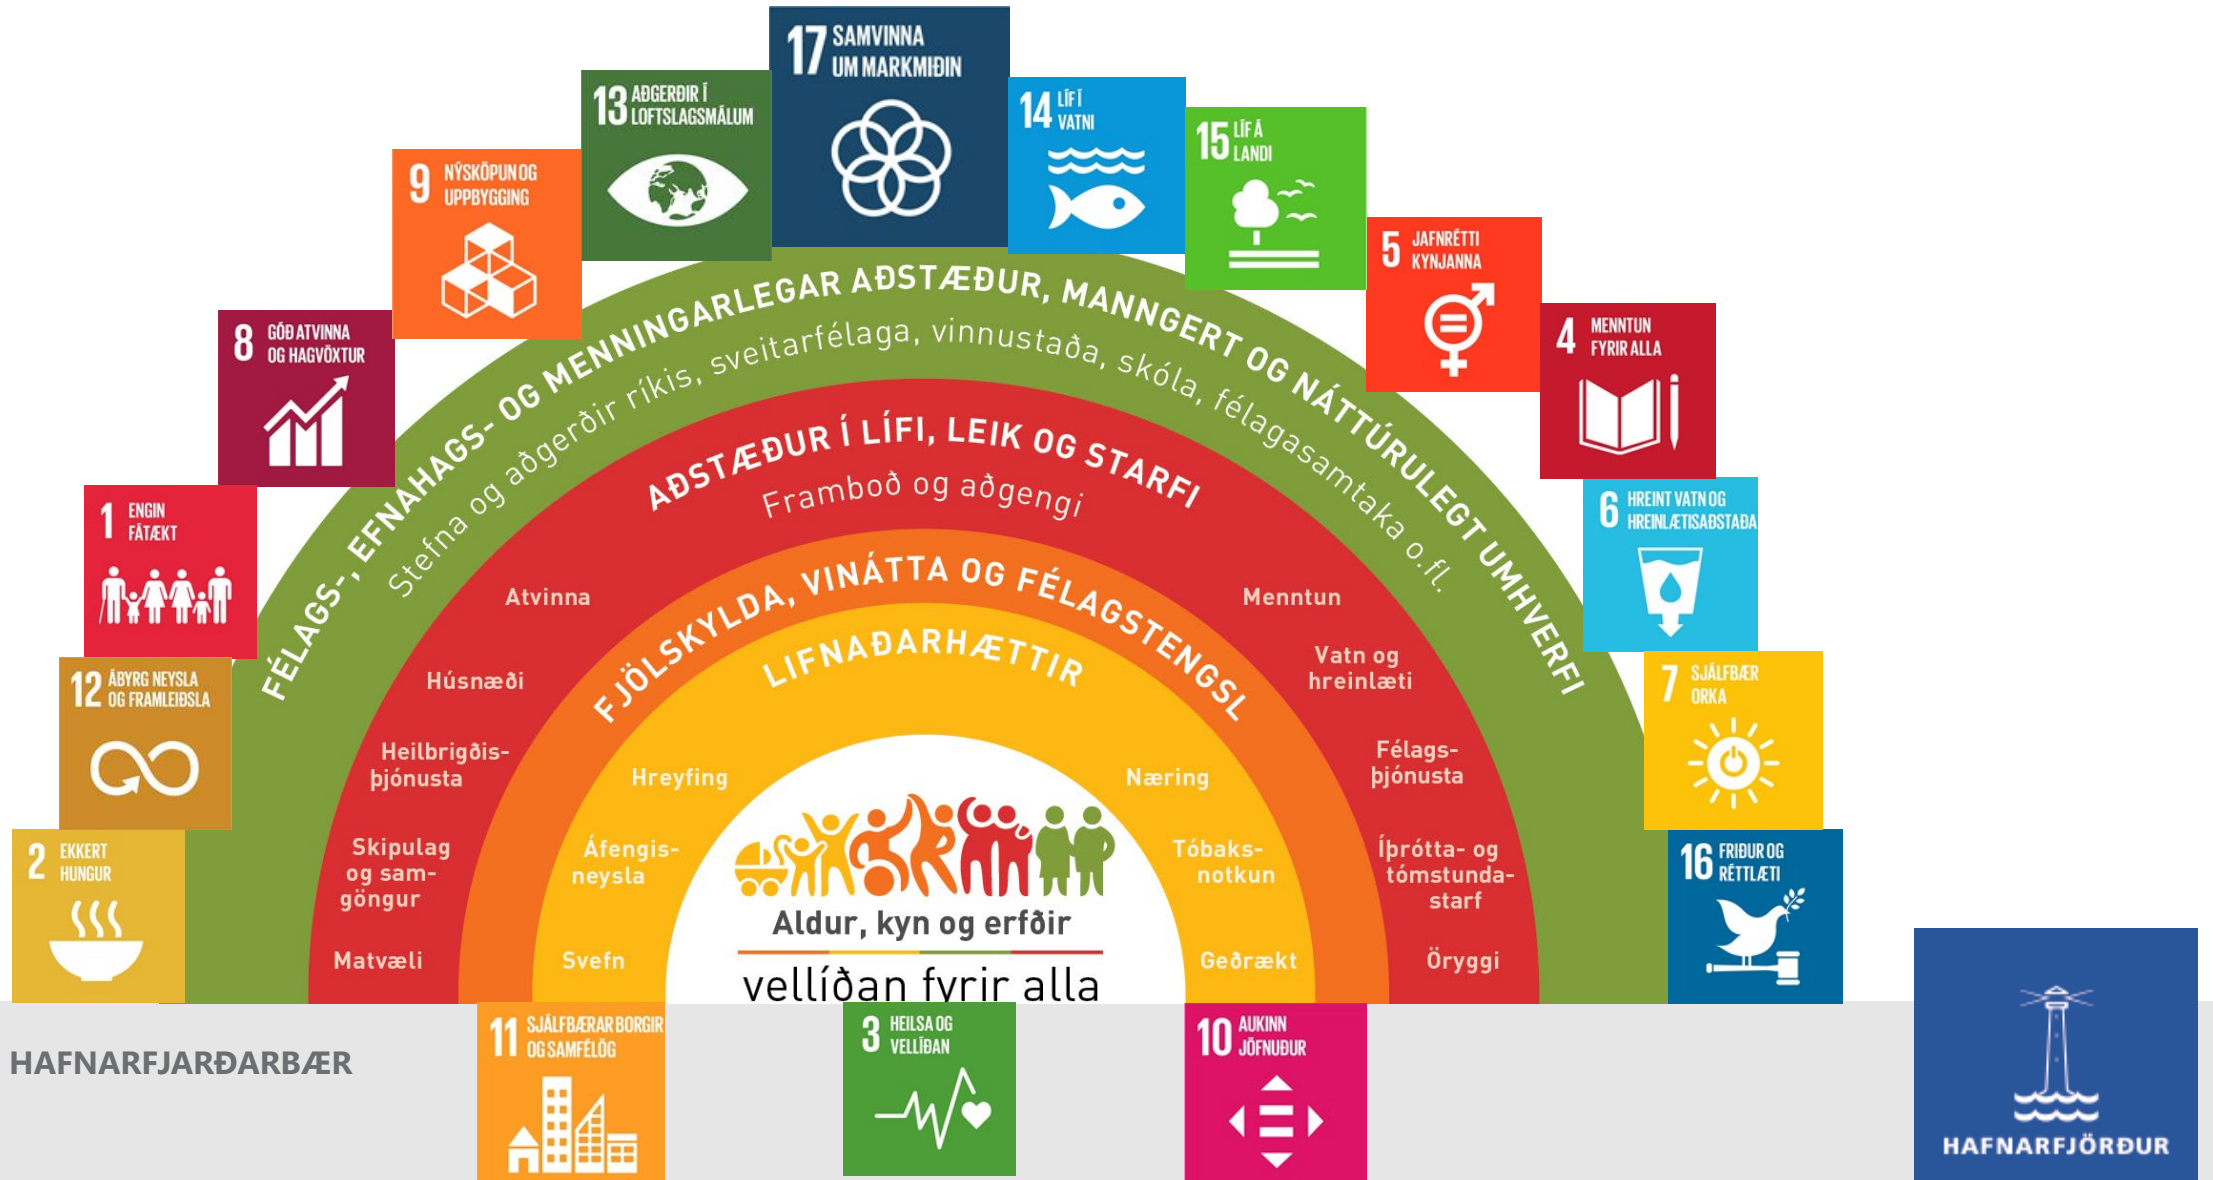 17 SAMVINNA
UM MARKMIÐIN
13 AÐGERÐIR Í
LOFTSLAGSMÁLUM
14 LÍF Í
VATNI
15 LÍF Á
LANDI
9 NÝSKÖPUN OG
UPPBYGGING
5 JAFNRÉTTI
KYNJANNA
8 GÓÐ ATVINNA
OG HAGVÖXTUR
4 MENNTUN
FYRIR ALLA
1 ENGIN
FÁTÆKT
6 HREINT VATN OG
HREINLÆTISAÐSTAÐA
12 ÁBYRG NEYSLA
OG FRAMLEIÐSLA
7 SJÁLFBÆR
ORKA
2 EKKERT
HUNGUR
16 FRIÐUR OG
RÉTTLÆTI
FÉLAGS-, EFNAHAGS- OG MENNINGARLEGAR AÐSTÆÐUR, MANNGERT OG NÁTTÚRULEGT UMHVERFI
Stefna og aðgerðir ríkis, sveitarfélaga, vinnustaða, skóla, félagasamtaka o.fl.
AÐSTÆÐUR Í LÍFI, LEIK OG STARFI
Framboð og aðgengi
Atvinna
Húsnæði
Heilbrigðis-
þjónusta
Skipulag
og sam-
göngur
Matvæli
Menntun
Vatn og
hreinlæti
Félags-
þjónusta
Íþrótta- og
tómstunda-
starf
Öryggi
FJÖLSKYLDA, VINÁTTA OG FÉLAGSTENGSL
LIFNAÐARHÆTTIR
Hreyfing
Áfengis-
neysla
Svefn
Næring
Tóbaks-
notkun
Geðrækt
Aldur, kyn og erfðir
vellíðan fyrir alla
HAFNARFJARÐARBÆR
11 SJÁLFBÆRAR BORGIR
OG SAMFÉLÖG
3 HEILSA OG
VELLÍÐAN
10 AUKINN
JÖFNUÐUR
HAFNARFJÖRÐUR